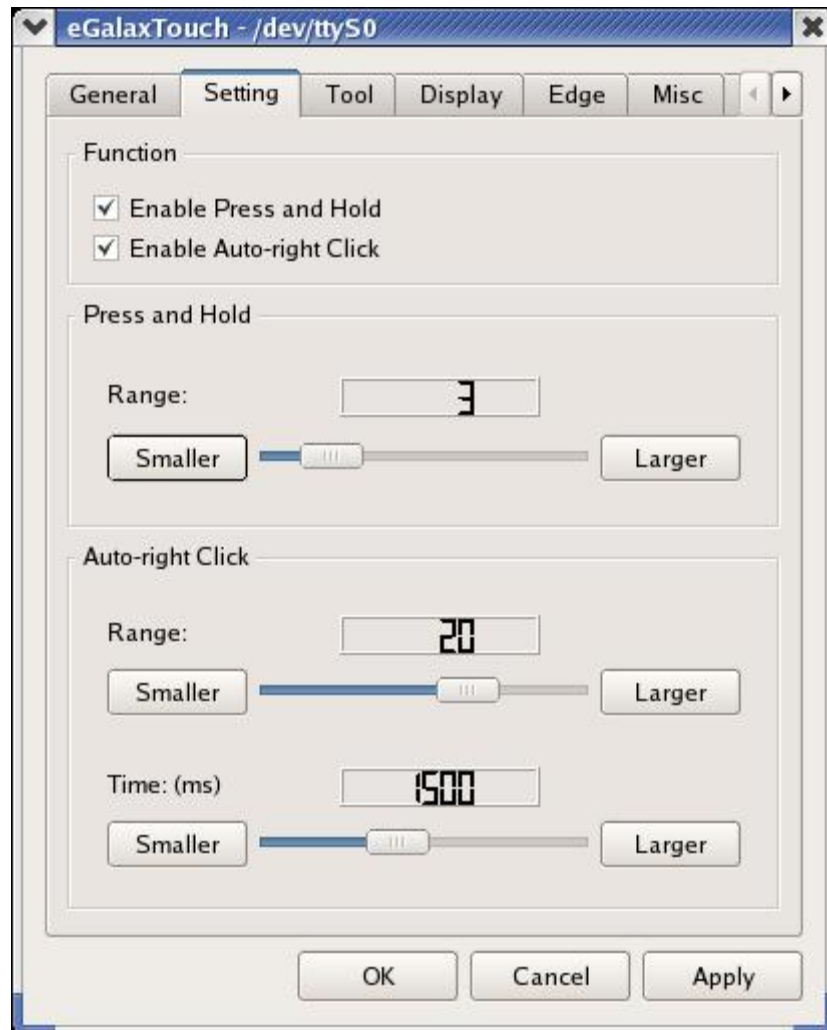 eGalaxTouch - /dev/ttyS0
General Setting Tool Display Edge Misc
Function
Enable Press and Hold
Enable Auto-right Click
Press and Hold
Range: 3
Smaller Larger
Auto-right Click
Range: 20
Smaller Larger
Time: (ms) 1500
Smaller Larger
OK Cancel Apply